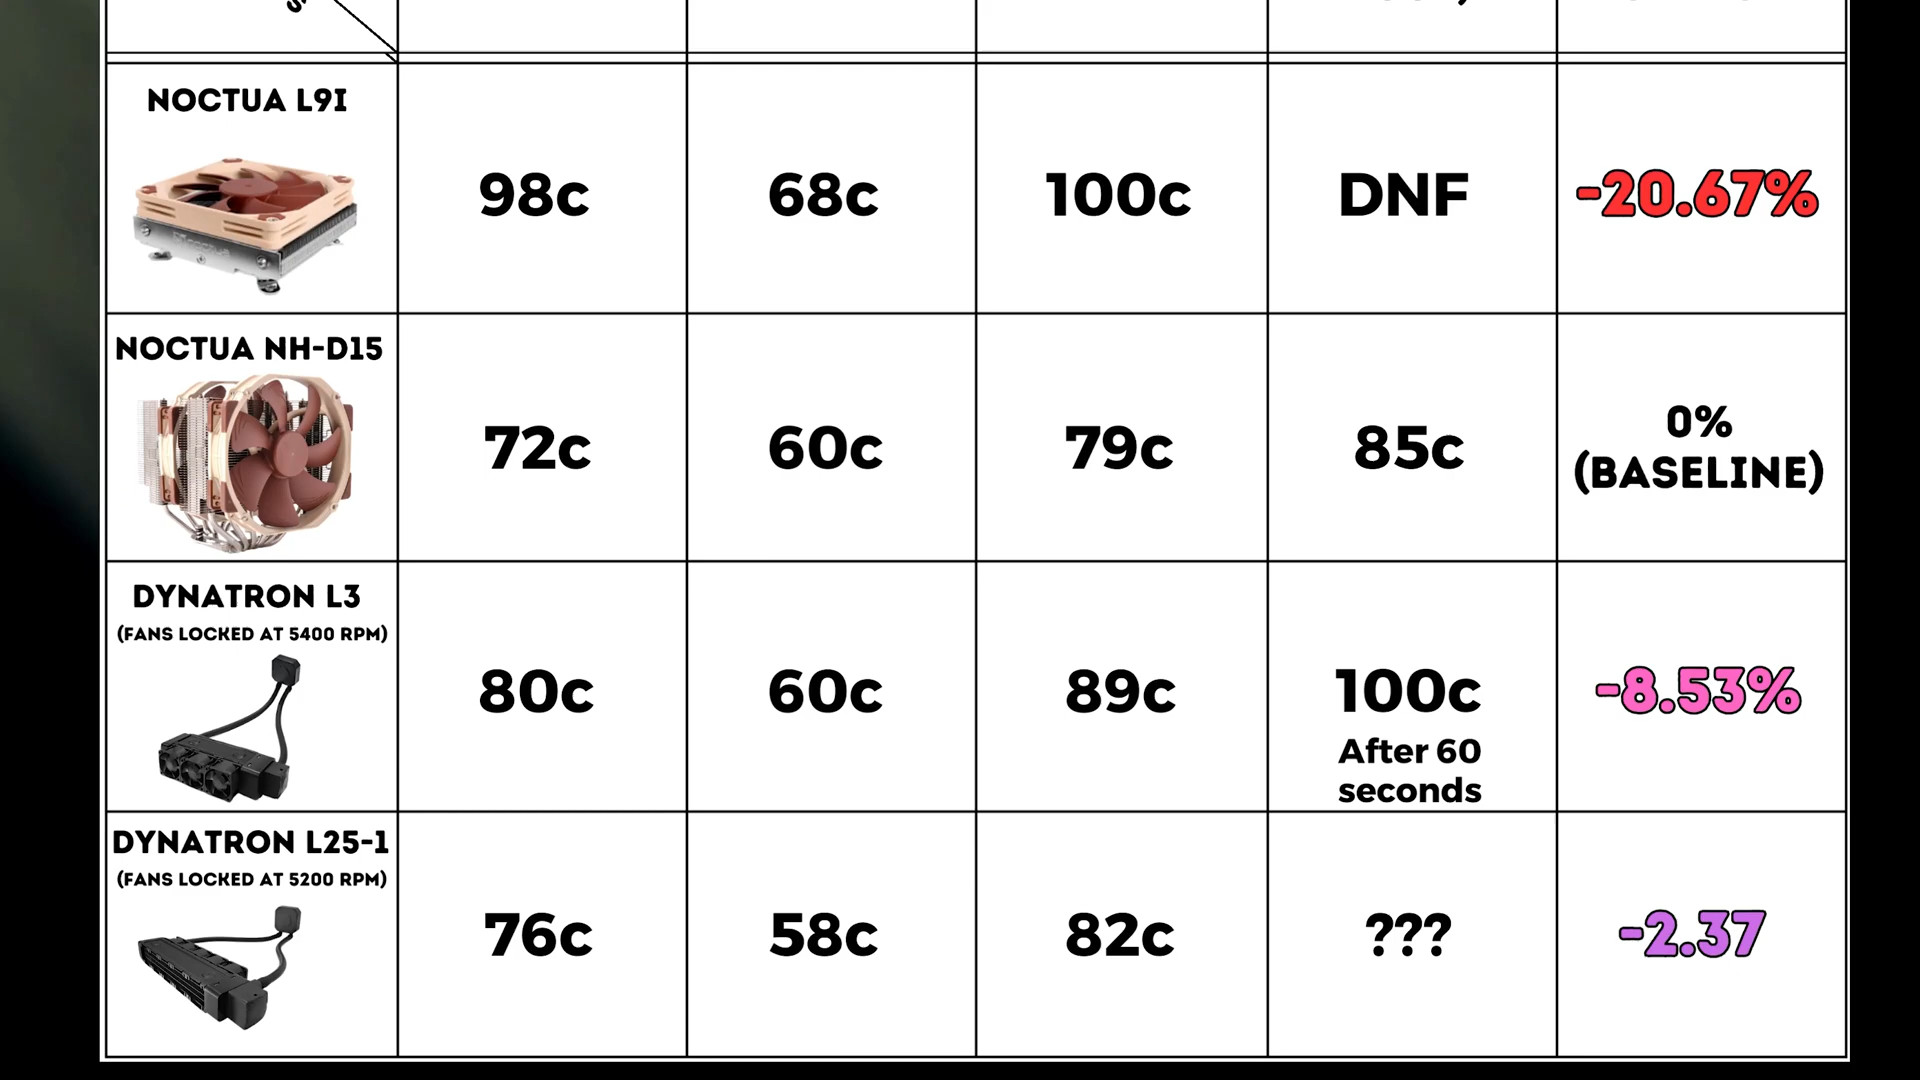 NOCTUA L9I
98c
68c
100c
DNF
-20.67%
NOCTUA NH-D15
72c
60c
79c
85c
0%
(BASELINE)
DYNATRON L3
(FANS LOCKED AT 5400 RPM)
80c
60c
89c
100c
After 60
seconds
-8.53%
DYNATRON L25-1
(FANS LOCKED AT 5200 RPM)
76c
58c
82c
???
-2.37